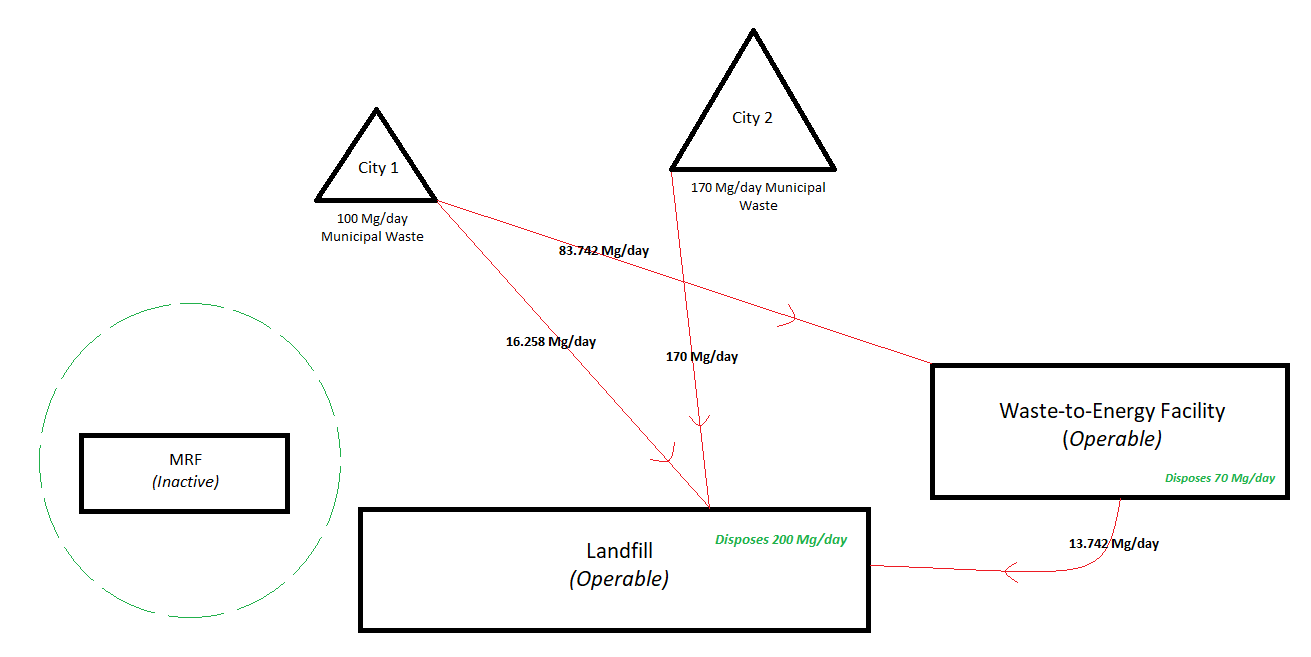 City 1
100 Mg/day
Municipal Waste
City 2
170 Mg/day Municipal
Waste
83.742 Mg/day
16.258 Mg/day
170 Mg/day
MRF
(Inactive)
Waste-to-Energy Facility
(Operable)
Disposes 70 Mg/day
Landfill
(Operable)
Disposes 200 Mg/day
13.742 Mg/day